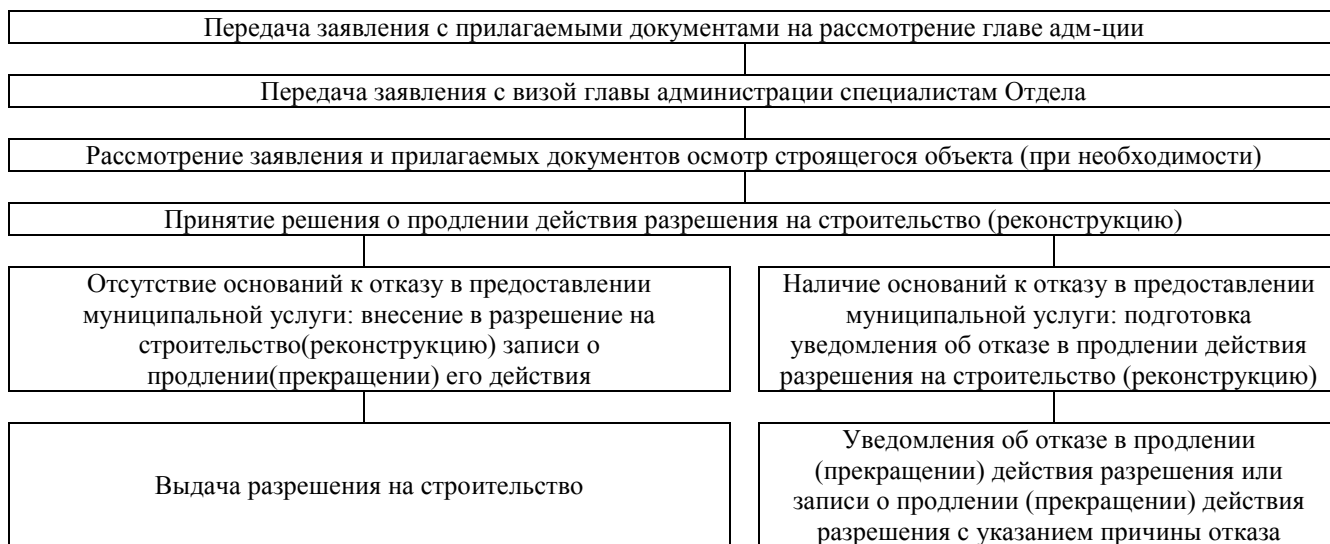 Передача заявления с прилагаемыми документами на рассмотрение главе адм-ции
Передача заявления с визой главы администрации специалистам Отдела
Рассмотрение заявления и прилагаемых документов осмотр строящегося объекта (при необходимости)
Принятие решения о продлении действия разрешения на строительство (реконструкцию)
Отсутствие оснований к отказу в предоставлении
муниципальной услуги: внесение в разрешение на
строительство(реконструкцию) записи о
продлении(прекращении) его действия
Наличие оснований к отказу в предоставлении
муниципальной услуги: подготовка
уведомления об отказе в продлении действия
разрешения на строительство (реконструкцию)
Выдача разрешения на строительство
Уведомления об отказе в продлении
(прекращении) действия разрешения или
записи о продлении (прекращении) действия
разрешения с указанием причины отказа